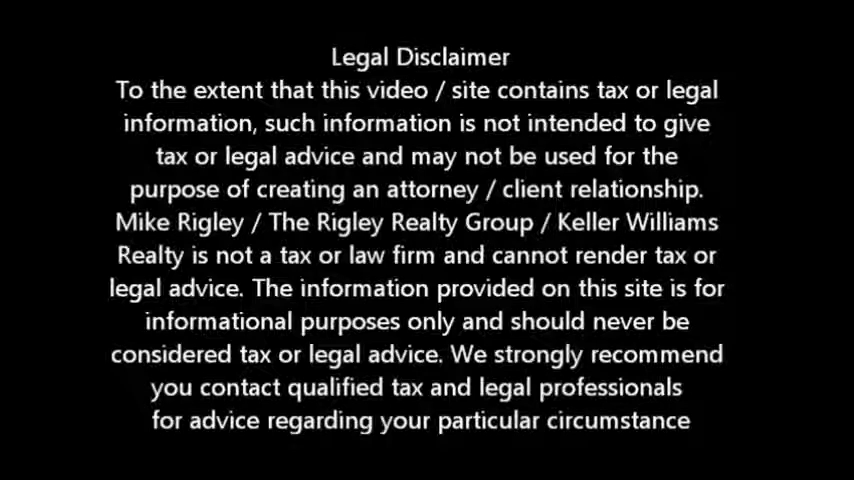 Legal Disclaimer
To the extent that this video / site contains tax or legal
information, such information is not intended to give
tax or legal advice and may not be used for the
purpose of creating an attorney / client relationship.
Mike Rigley / The Rigley Realty Group / Keller Williams
Realty is not a tax or law firm and cannot render tax or
legal advice. The information provided on this site is for
informational purposes only and should never be
considered tax or legal advice. We strongly recommend
you contact qualified tax and legal professionals
for advice regarding your particular circumstance